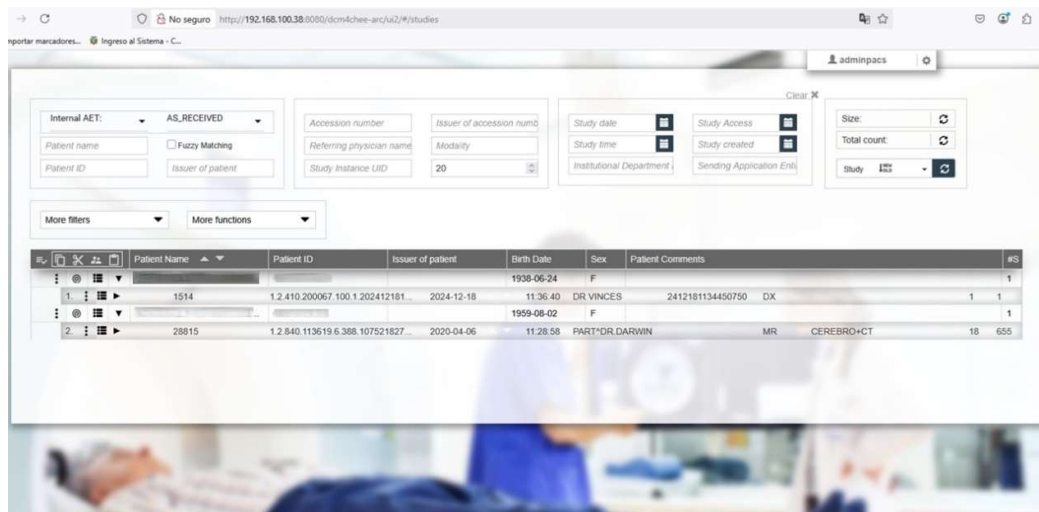 No seguro http://192.168.100.38:8080/dcm4chee-arc/ui2/#/studies
mportar marcadores... Ingreso al Sistema - C...
adminpacs
Clear
Internal AET: AS_RECEIVED Accession number Issuer of accession numb Study date Study Access Size:
Patient name Fuzzy Matching Referring physician name Modality Study time Study created Total count:
Patient ID Issuer of patient Study Instance UID 20 Institutional Department Sending Application Enti Study
More filters More functions
Patient Name Patient ID Issuer of patient Birth Date Sex Patient Comments #S
1938-06-24 F 1
1. 1514 1.2.410.200067.100.1.202412181... 2024-12-18 11:36:40 DR VINCES 2412181134450750 DX 1 1
... 1959-08-02 F 1
2. 28815 1.2.840.113619.6.388.107521827... 2020-04-06 11:28:58 PART^DR.DARWIN MR CEREBRO+CT 18 655